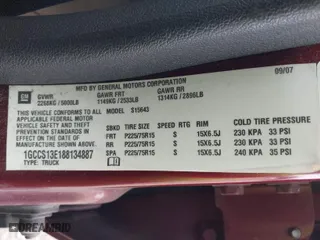 MFD BY GENERAL MOTORS CORPORATION 09/07
GM GVWR GAWR FRT GAWR RR
2268KG/5000LB 1149KG/2533LB 1314KG/2896LB
THIS VEHICLE CONFORMS TO ALL MODEL S15643
APPLICABLE FEDERAL MOTOR
VEHICLE SAFETY AND THEFT
PREVENTION STANDARDS IN
EFFECT ON THE DATE OF
MANUFACTURE SHOWN ABOVE.
1GCCS13E188134887
TYPE: TRUCK
SBKD TIRE SIZE SPEED RTG RIM COLD TIRE PRESSURE
FRT P225/75R15 S 15X6.5J 230 KPA 33 PSI
RR P225/75R15 S 15X6.5J 230 KPA 33 PSI
SPA P225/75R15 S 15X6.5J 240 KPA 35 PSI